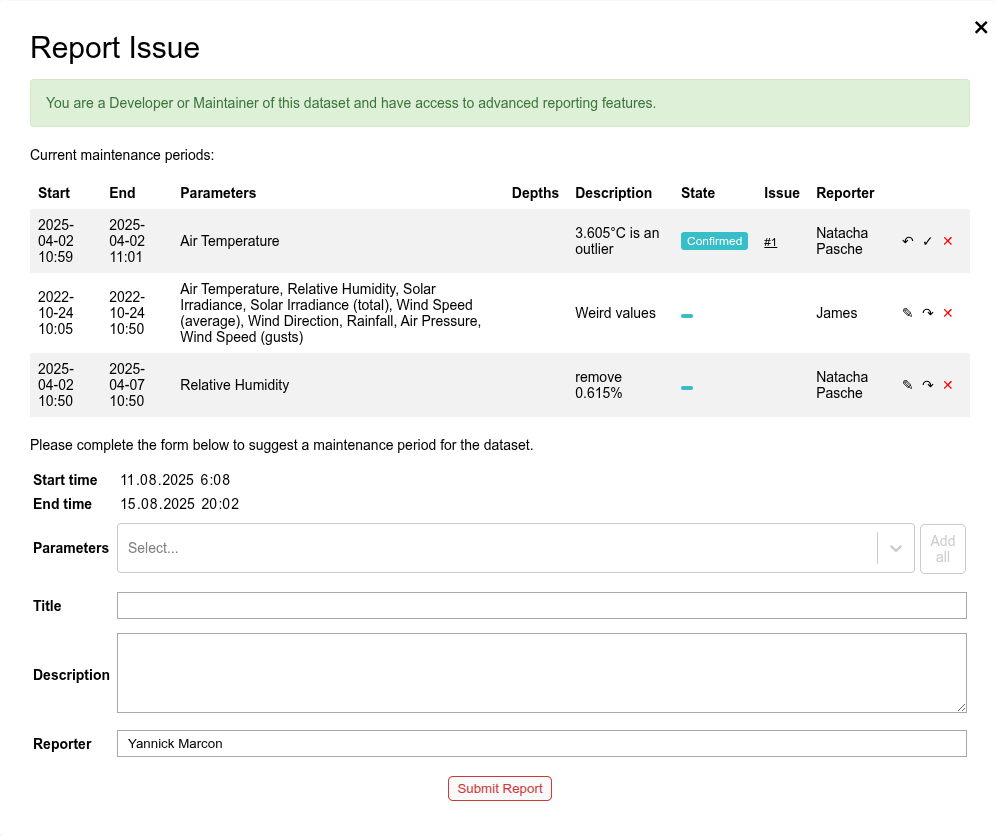 Report Issue
You are a Developer or Maintainer of this dataset and have access to advanced reporting features.
Current maintenance periods:
Start End Parameters Depths Description State Issue Reporter
2025-04-02 10:59 2025-04-02 11:01 Air Temperature 3.605°C is an outlier Confirmed #1 Natacha Pasche ↶ ✓ ✕
2022-10-24 10:05 2022-10-24 10:50 Air Temperature, Relative Humidity, Solar Irradiance, Solar Irradiance (total), Wind Speed (average), Wind Direction, Rainfall, Air Pressure, Wind Speed (gusts) Weird values James ✎ ↷ ✕
2025-04-02 10:50 2025-04-07 10:50 Relative Humidity remove 0.615% Natacha Pasche ✎ ↷ ✕
Please complete the form below to suggest a maintenance period for the dataset.
Start time 11.08.2025 6:08
End time 15.08.2025 20:02
Parameters Select... Add all
Title
Description
Reporter Yannick Marcon
Submit Report